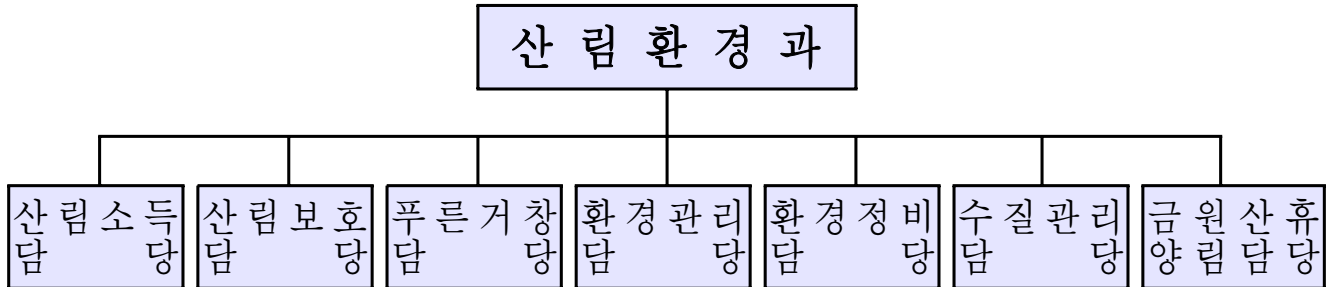 산 림 환 경 과
산 림 소 득
담 당
산 림 보 호
담 당
푸 른 거 창
담 당
환 경 관 리
담 당
환 경 정 비
담 당
수 질 관 리
담 당
금 원 산 휴
양 림 담 당